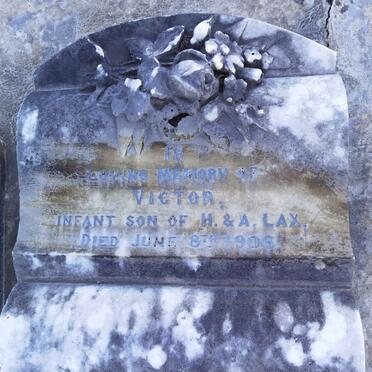 IN
LOVING MEMORY OF
VICTOR,
INFANT SON OF H. & A. LAX,
DIED JUNE 8TH 1906.